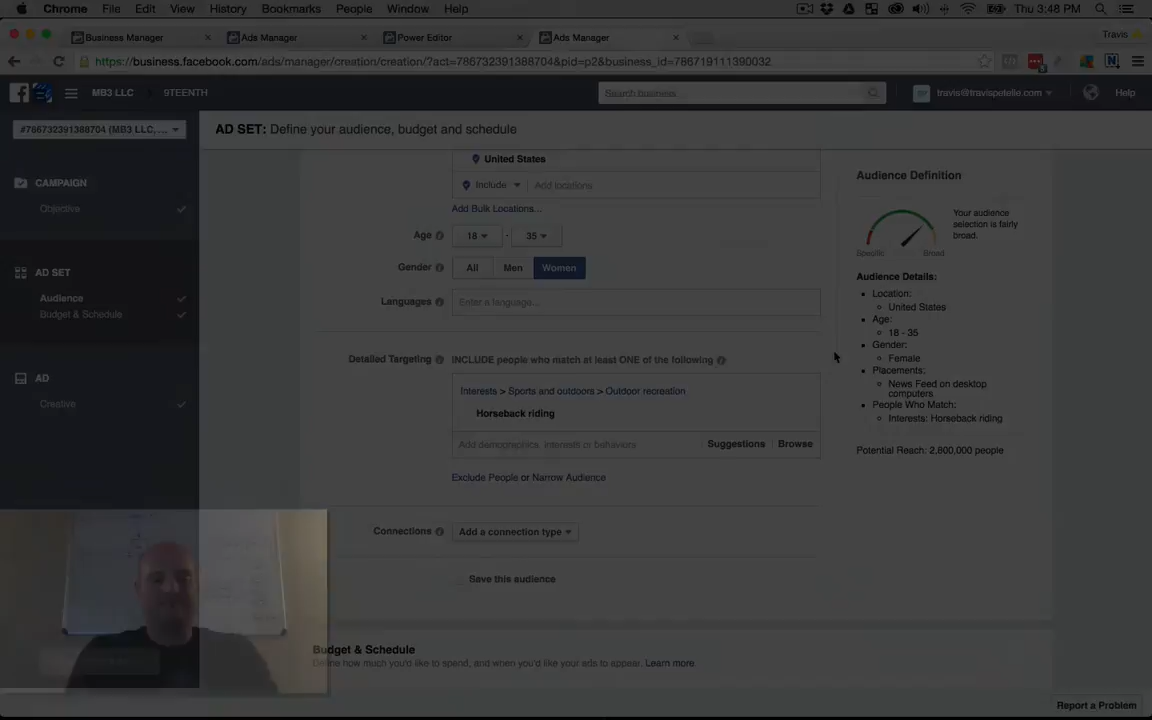 Chrome File Edit View History Bookmarks People Window Help Thu 3:48 PM
Business Manager Ads Manager Power Editor Ads Manager Travis
https://business.facebook.com/ads/manager/creation/creation/?act=786732391388704&pid=p2&business_id=786719111390032
MB3 LLC 9TEENTH Search business... travis@travispetelle.com Help
#786732391388704 (MB3 LLC,...
AD SET: Define your audience, budget and schedule
CAMPAIGN
Objective
AD SET
Audience
Budget & Schedule
AD
Creative
United States
Include Add locations
Add Bulk Locations...
Age 18 - 35
Gender All Men Women
Languages Enter a language...
Detailed Targeting INCLUDE people who match at least ONE of the following
Interests > Sports and outdoors > Outdoor recreation
Horseback riding
Add demographics, interests or behaviors Suggestions Browse
Exclude People or Narrow Audience
Connections Add a connection type
Save this audience
Budget & Schedule
Define how much you'd like to spend, and when you'd like your ads to appear. Learn more.
Audience Definition
Your audience
selection is fairly
broad.
Specific Broad
Audience Details:
Location:
United States
Age:
18 - 35
Gender:
Female
Placements:
News Feed on desktop
computers
People Who Match:
Interests: Horseback riding
Potential Reach: 2,800,000 people
Report a Problem